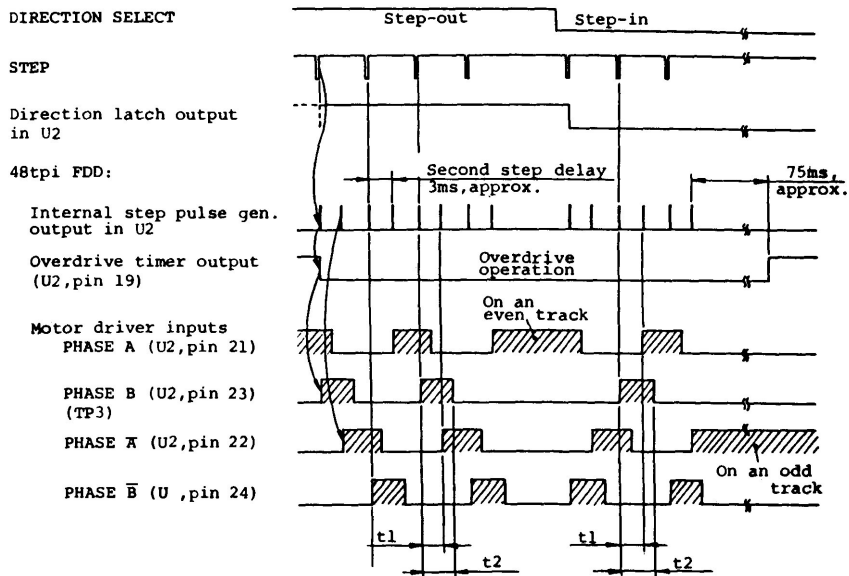 DIRECTION SELECT
Step-out
Step-in
STEP
Direction latch output
in U2
48tpi FDD:
Second step delay
3ms,approx.
75ms,
approx.
Internal step pulse gen.
output in U2
Overdrive timer output
(U2,pin 19)
Overdrive
operation
Motor driver inputs
On an
even track
PHASE A (U2,pin 21)
PHASE B (U2,pin 23)
(TP3)
PHASE A̅ (U2,pin 22)
On an odd
track
PHASE B̅ (U ,pin 24)
t1
t1
t2
t2